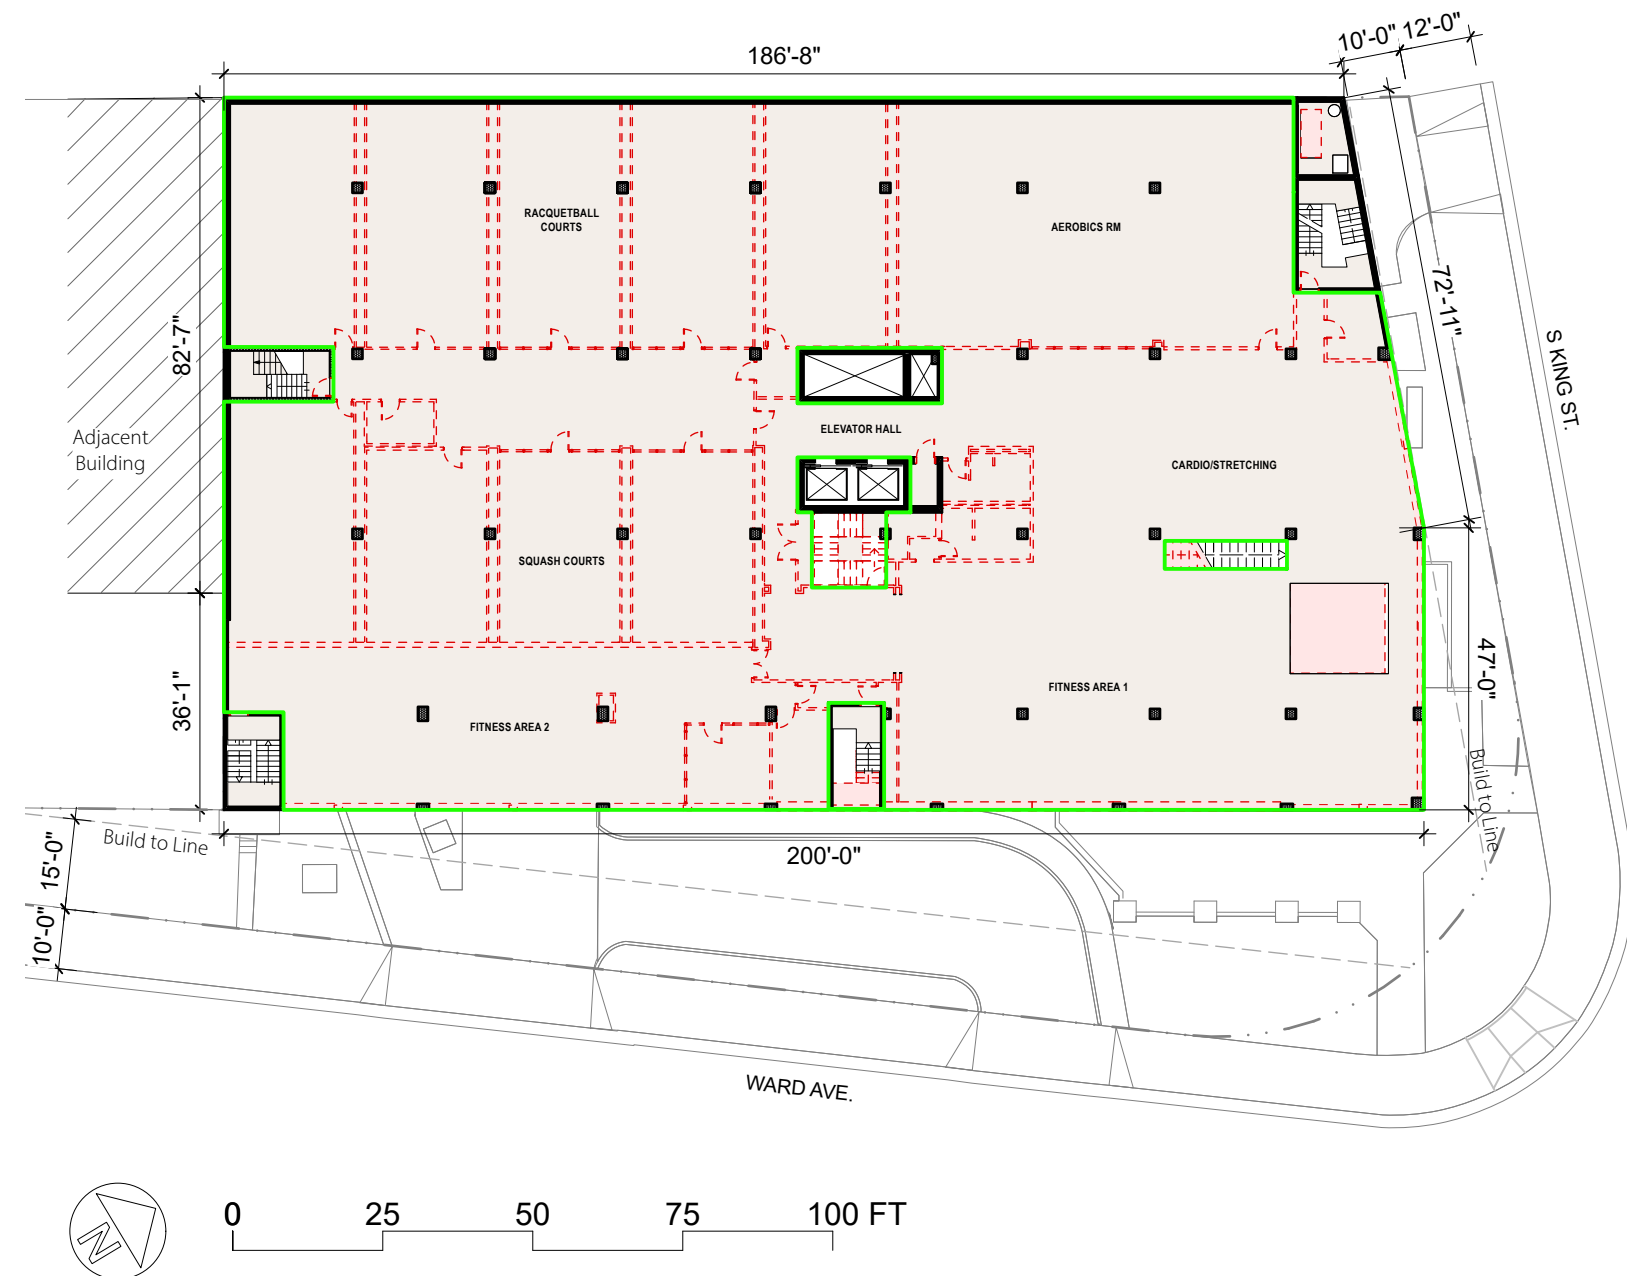 186'-8"
10'-0"
12'-0"
RACQUETBALL
COURTS
AEROBICS RM
72'-11"
82'-7"
S KING ST.
Adjacent
Building
ELEVATOR HALL
CARDIO/STRETCHING
SQUASH COURTS
36'-1"
FITNESS AREA 1
47'-0"
FITNESS AREA 2
Build to Line
Build to Line
15'-0"
200'-0"
10'-0"
WARD AVE.
N
0 25 50 75 100 FT